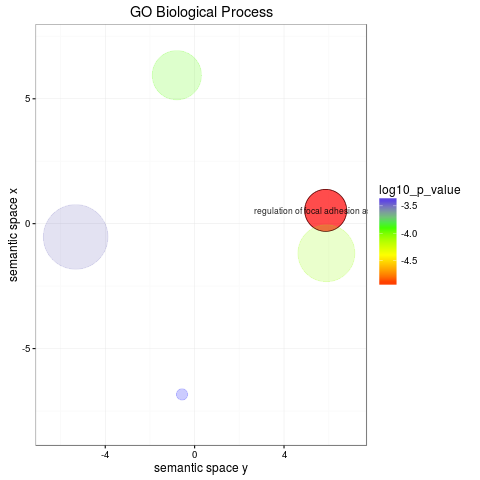 GO Biological Process
semantic space x
5
0
-5
regulation of focal adhesion as
-4
0
4
semantic space y
log10_p_value
-3.5
-4.0
-4.5